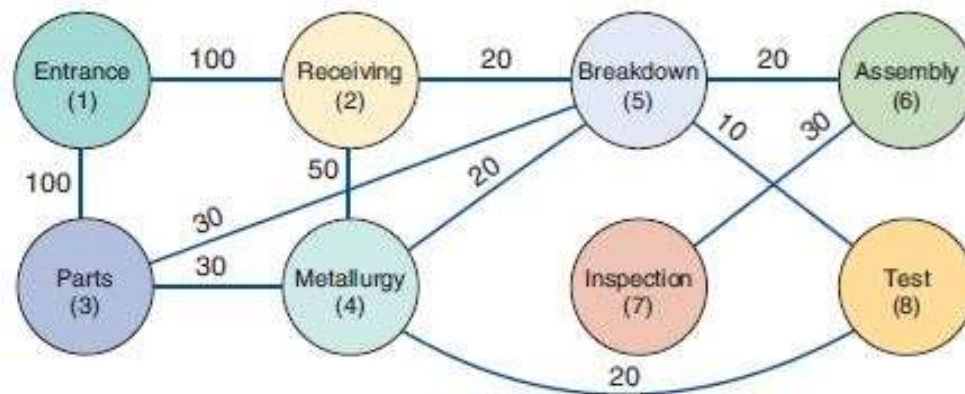 Entrance
(1)
100
Receiving
(2)
20
Breakdown
(5)
20
Assembly
(6)
100
50
30
20
10
30
Parts
(3)
30
Metallurgy
(4)
Inspection
(7)
Test
(8)
20